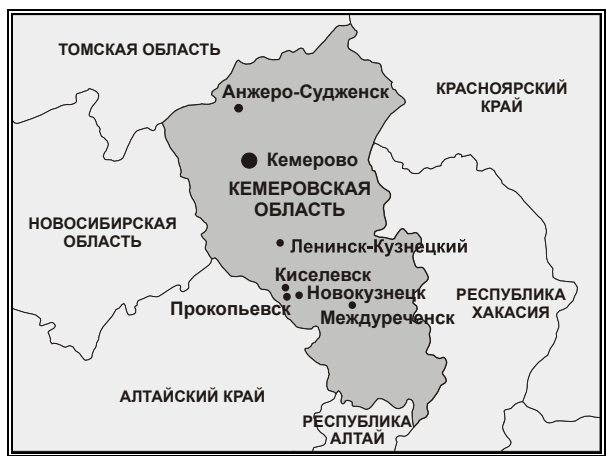 ТОМСКАЯ ОБЛАСТЬ
Анжеро-Судженск
КРАСНОЯРСКИЙ
КРАЙ
Кемерово
КЕМЕРОВСКАЯ
ОБЛАСТЬ
НОВОСИБИРСКАЯ
ОБЛАСТЬ
Ленинск-Кузнецкий
Киселевск
Новокузнецк
Прокопьевск
Междуреченск
РЕСПУБЛИКА
ХАКАСИЯ
АЛТАЙСКИЙ КРАЙ
РЕСПУБЛИКА
АЛТАЙ